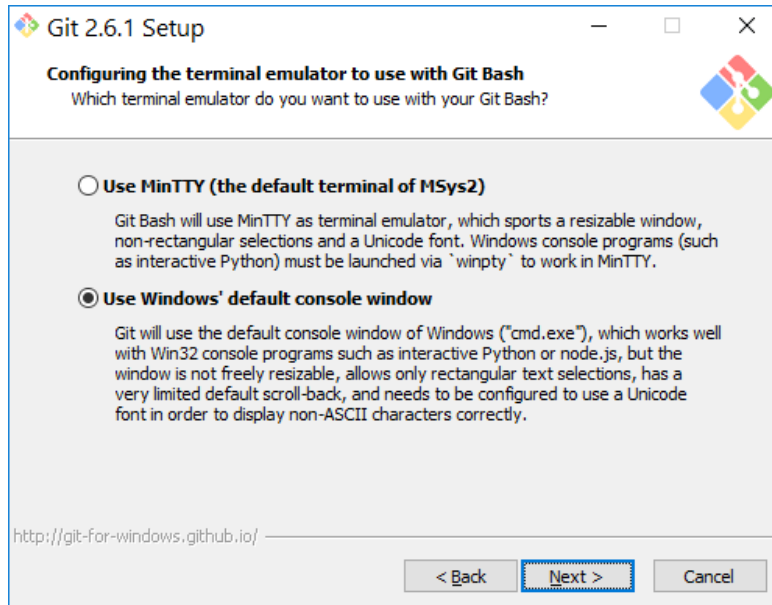 Git 2.6.1 Setup
Configuring the terminal emulator to use with Git Bash
Which terminal emulator do you want to use with your Git Bash?
Use MinTTY (the default terminal of MSys2)
Git Bash will use MinTTY as terminal emulator, which sports a resizable window,
non-rectangular selections and a Unicode font. Windows console programs (such
as interactive Python) must be launched via `winpty` to work in MinTTY.
Use Windows' default console window
Git will use the default console window of Windows ("cmd.exe"), which works well
with Win32 console programs such as interactive Python or node.js, but the
window is not freely resizable, allows only rectangular text selections, has a
very limited default scroll-back, and needs to be configured to use a Unicode
font in order to display non-ASCII characters correctly.
http://git-for-windows.github.io/
< Back Next > Cancel